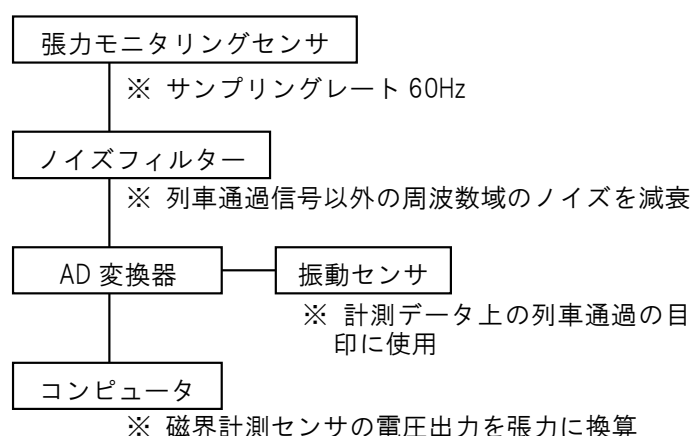 張力モニタリングセンサ
※ サンプリングレート 60Hz
ノイズフィルター
※ 列車通過信号以外の周波数域のノイズを減衰
AD 変換器
振動センサ
※ 計測データ上の列車通過の目
印に使用
コンピュータ
※ 磁界計測センサの電圧出力を張力に換算